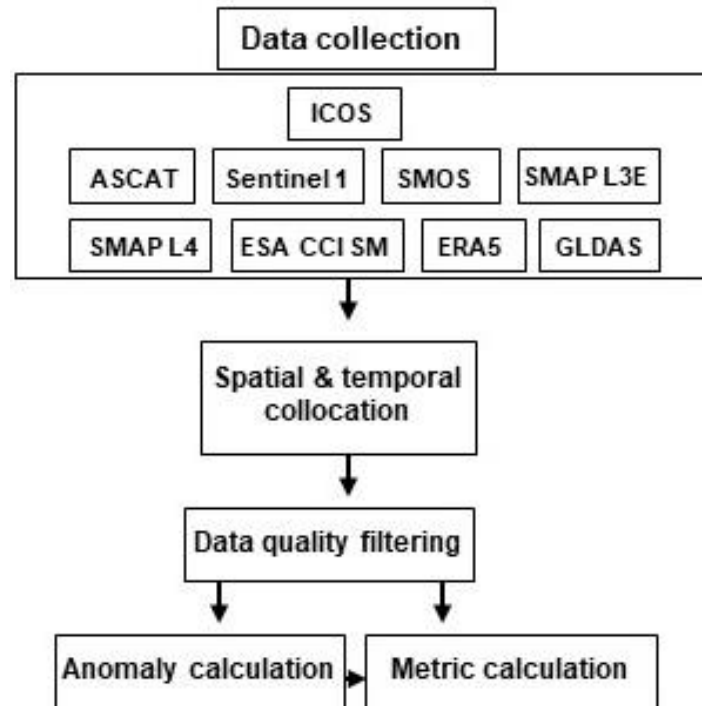 Data collection
ICOS
ASCAT
Sentinel 1
SMOS
SMAP L3E
SMAP L4
ESA CCI SM
ERA5
GLDAS
Spatial & temporal
collocation
Data quality filtering
Anomaly calculation
Metric calculation